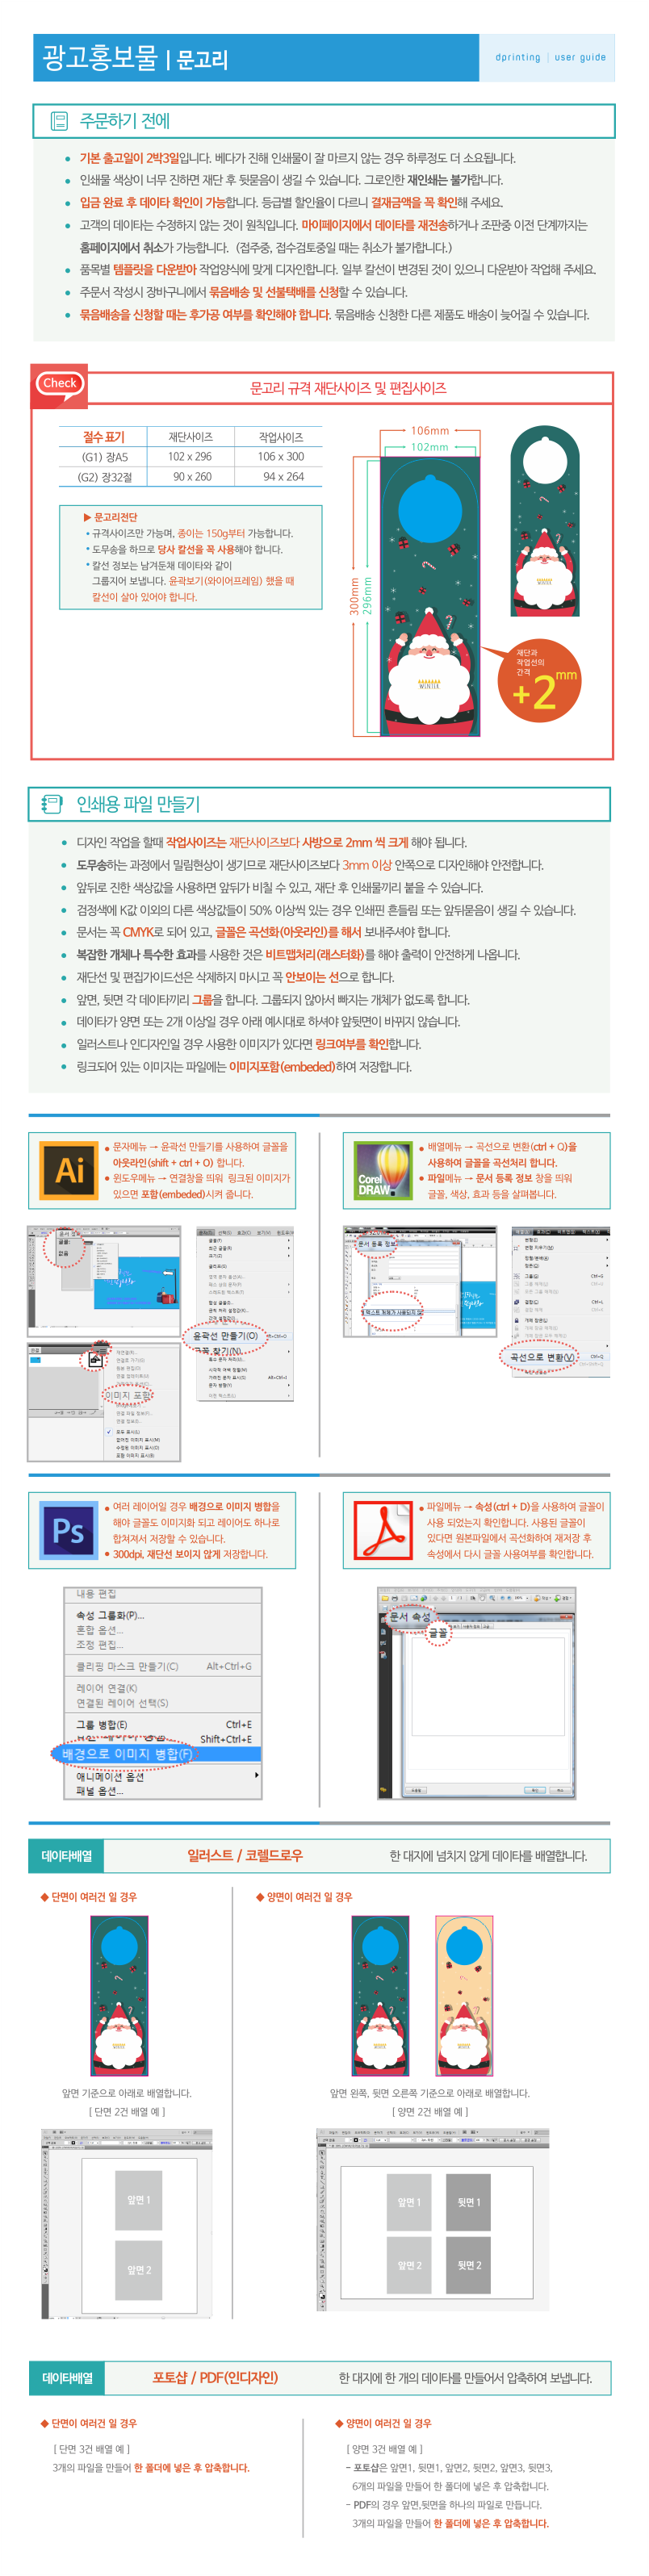 광고홍보물 | 문고리
dprinting | user guide
주문하기 전에
기본 출고일이 2박3일입니다. 베다가 진해 인쇄물이 잘 마르지 않는 경우 하루정도 더 소요됩니다.
인쇄물 색상이 너무 진하면 재단 후 뒷묻음이 생길 수 있습니다. 그로인한 재인쇄는 불가합니다.
입금 완료 후 데이타 확인이 가능합니다. 등급별 할인율이 다르니 결재금액을 꼭 확인해 주세요.
고객의 데이타는 수정하지 않는 것이 원칙입니다. 마이페이지에서 데이타를 재전송하거나 조판중 이전 단계까지는
홈페이지에서 취소가 가능합니다. (접주중, 접수검토중일 때는 취소가 불가합니다.)
품목별 템플릿을 다운받아 작업양식에 맞게 디자인합니다. 일부 칼선이 변경된 것이 있으니 다운받아 작업해 주세요.
주문서 작성시 장바구니에서 묶음배송 및 선불택배를 신청할 수 있습니다.
묶음배송을 신청할 때는 후가공 여부를 확인해야 합니다. 묶음배송 신청한 다른 제품도 배송이 늦어질 수 있습니다.
Check
문고리 규격 재단사이즈 및 편집사이즈
절수 표기 재단사이즈 작업사이즈
(G1) 장A5 102 x 296 106 x 300
(G2) 장32절 90 x 260 94 x 264
▶ 문고리전단
규격사이즈만 가능며, 종이는 150g부터 가능합니다.
도무송을 하므로 당사 칼선을 꼭 사용해야 합니다.
칼선 정보는 남겨둔채 데이타와 같이
그룹지어 보냅니다. 윤곽보기(와이어프레임) 했을 때
칼선이 살아 있어야 합니다.
106mm
102mm
300mm
296mm
WINTER
재단과
작업선의
간격
+2mm
인쇄용 파일 만들기
디자인 작업을 할때 작업사이즈는 재단사이즈보다 사방으로 2mm 씩 크게 해야 됩니다.
도무송하는 과정에서 밀림현상이 생기므로 재단사이즈보다 3mm 이상 안쪽으로 디자인해야 안전합니다.
앞뒤로 진한 색상값을 사용하면 앞뒤가 비칠 수 있고, 재단 후 인쇄물끼리 붙을 수 있습니다.
검정색에 K값 이외의 다른 색상값들이 50% 이상씩 있는 경우 인쇄핀 흔들림 또는 앞뒤묻음이 생길 수 있습니다.
문서는 꼭 CMYK로 되어 있고, 글꼴은 곡선화(아웃라인)를 해서 보내주셔야 합니다.
복잡한 개체나 특수한 효과를 사용한 것은 비트맵처리(래스터화)를 해야 출력이 안전하게 나옵니다.
재단선 및 편집가이드선은 삭제하지 마시고 꼭 안보이는 선으로 합니다.
앞면, 뒷면 각 데이타끼리 그룹을 합니다. 그룹되지 않아서 빠지는 개체가 없도록 합니다.
데이타가 양면 또는 2개 이상일 경우 아래 예시대로 하셔야 앞뒷면이 바뀌지 않습니다.
일러스트나 인디자인일 경우 사용한 이미지가 있다면 링크여부를 확인합니다.
링크되어 있는 이미지는 파일에는 이미지포함(embeded)하여 저장합니다.
Ai
문자메뉴 → 윤곽선 만들기를 사용하여 글꼴을
아웃라인(shift + ctrl + O) 합니다.
윈도우메뉴 → 연결창을 띄워 링크된 이미지가
있으면 포함(embeded)시켜 줍니다.
CorelDRAW
배열메뉴 → 곡선으로 변환(ctrl + Q)을
사용하여 글꼴을 곡선처리 합니다.
파일메뉴 → 문서 등록 정보 창을 띄워
글꼴, 색상, 효과 등을 살펴봅니다.
윤곽선 만들기(O)
이미지 포함
문서 등록 정보
곡선으로 변환(V)
Ps
여러 레이어일 경우 배경으로 이미지 병합을
해야 글꼴도 이미지화 되고 레이어도 하나로
합쳐져서 저장할 수 있습니다.
300dpi, 재단선 보이지 않게 저장합니다.
파일메뉴 → 속성(ctrl + D)을 사용하여 글꼴이
사용 되었는지 확인합니다. 사용된 글꼴이
있다면 원본파일에서 곡선화하여 재저장 후
속성에서 다시 글꼴 사용여부를 확인합니다.
내용 편집
속성 그룹화(P)...
혼합 옵션...
조정 편집...
클리핑 마스크 만들기(C) Alt+Ctrl+G
레이어 연결(K)
연결된 레이어 선택(S)
그룹 병합(E) Ctrl+E
Shift+Ctrl+E
배경으로 이미지 병합(F)
애니메이션 옵션
패널 옵션...
문서 속성
글꼴
데이타배열
일러스트 / 코렐드로우
한 대지에 넘치지 않게 데이타를 배열합니다.
◆ 단면이 여러건 일 경우
◆ 양면이 여러건 일 경우
앞면 기준으로 아래로 배열합니다.
[ 단면 2건 배열 예 ]
앞면 왼쪽, 뒷면 오른쪽 기준으로 아래로 배열합니다.
[ 양면 2건 배열 예 ]
앞면 1
앞면 2
앞면 1 뒷면 1
앞면 2 뒷면 2
데이타배열
포토샵 / PDF(인디자인)
한 대지에 한 개의 데이타를 만들어서 압축하여 보냅니다.
◆ 단면이 여러건 일 경우
[ 단면 3건 배열 예 ]
3개의 파일을 만들어 한 폴더에 넣은 후 압축합니다.
◆ 양면이 여러건 일 경우
[ 양면 3건 배열 예 ]
- 포토샵은 앞면1, 뒷면1, 앞면2, 뒷면2, 앞면3, 뒷면3,
6개의 파일을 만들어 한 폴더에 넣은 후 압축합니다.
- PDF의 경우 앞면,뒷면을 하나의 파일로 만듭니다.
3개의 파일을 만들어 한 폴더에 넣은 후 압축합니다.